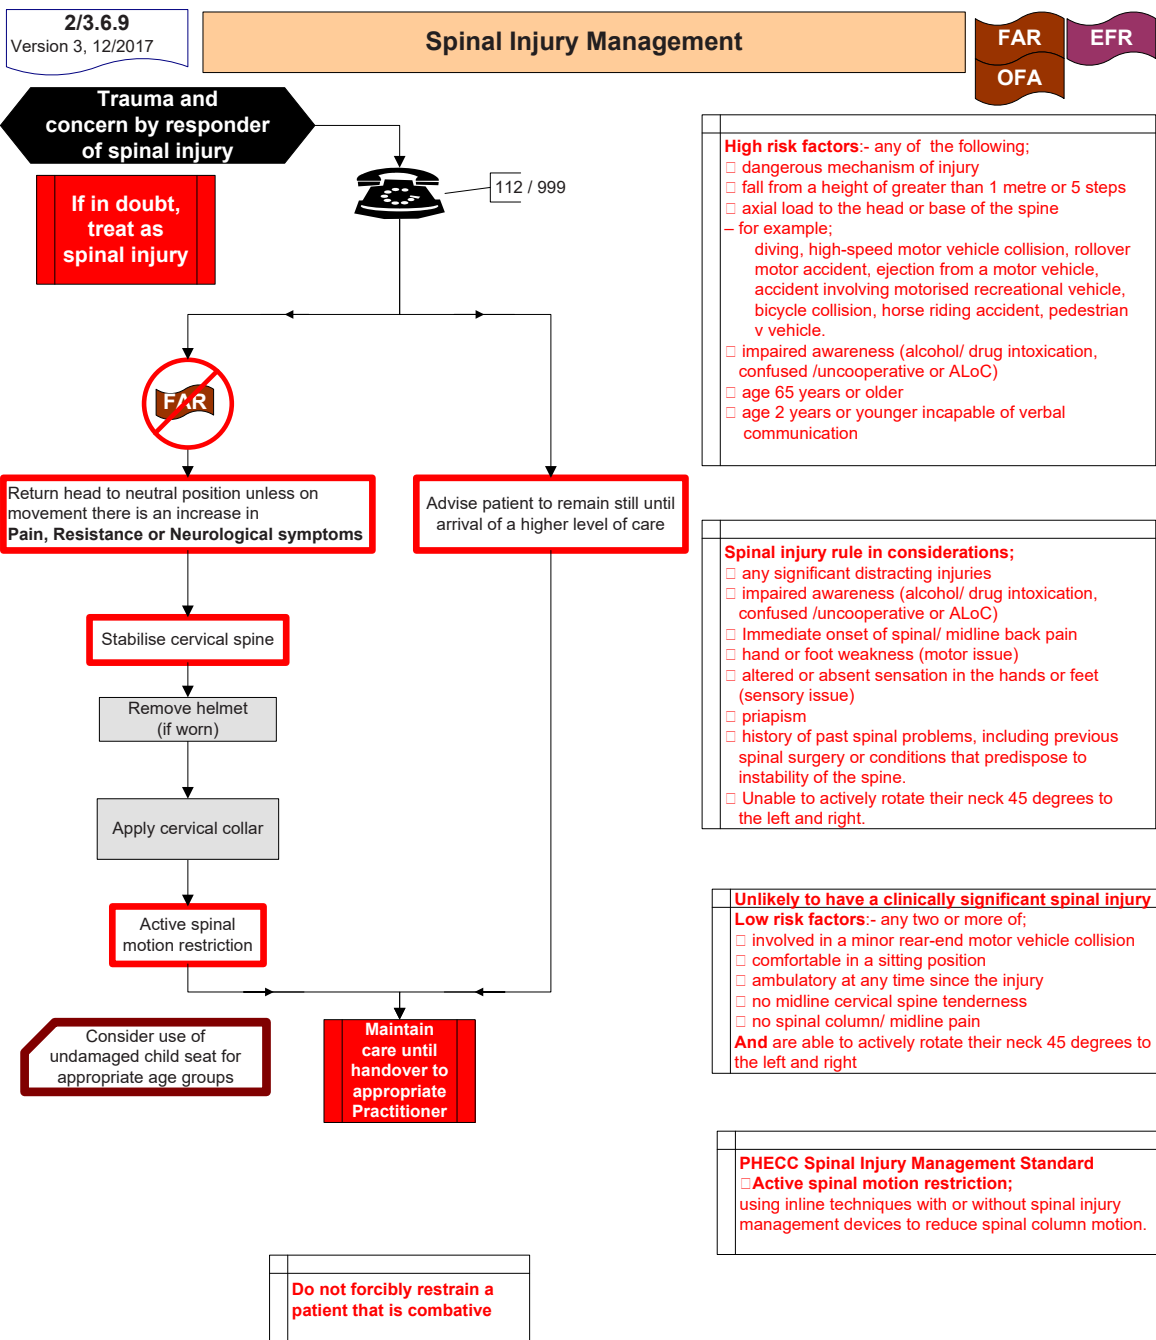 2/3.6.9
Version 3, 12/2017
Spinal Injury Management
FAR
EFR
OFA
Trauma and
concern by responder
of spinal injury
If in doubt,
treat as
spinal injury
112 / 999
FAR
Return head to neutral position unless on
movement there is an increase in
Pain, Resistance or Neurological symptoms
Advise patient to remain still until
arrival of a higher level of care
Stabilise cervical spine
Remove helmet
(if worn)
Apply cervical collar
Active spinal
motion restriction
Consider use of
undamaged child seat for
appropriate age groups
Maintain
care until
handover to
appropriate
Practitioner
High risk factors:- any of the following;
□ dangerous mechanism of injury
□ fall from a height of greater than 1 metre or 5 steps
□ axial load to the head or base of the spine
– for example;
diving, high-speed motor vehicle collision, rollover
motor accident, ejection from a motor vehicle,
accident involving motorised recreational vehicle,
bicycle collision, horse riding accident, pedestrian
v vehicle.
□ impaired awareness (alcohol/ drug intoxication,
confused /uncooperative or ALoC)
□ age 65 years or older
□ age 2 years or younger incapable of verbal
communication
Spinal injury rule in considerations;
□ any significant distracting injuries
□ impaired awareness (alcohol/ drug intoxication,
confused /uncooperative or ALoC)
□ Immediate onset of spinal/ midline back pain
□ hand or foot weakness (motor issue)
□ altered or absent sensation in the hands or feet
(sensory issue)
□ priapism
□ history of past spinal problems, including previous
spinal surgery or conditions that predispose to
instability of the spine.
□ Unable to actively rotate their neck 45 degrees to
the left and right.
Unlikely to have a clinically significant spinal injury
Low risk factors:- any two or more of;
□ involved in a minor rear-end motor vehicle collision
□ comfortable in a sitting position
□ ambulatory at any time since the injury
□ no midline cervical spine tenderness
□ no spinal column/ midline pain
And are able to actively rotate their neck 45 degrees to
the left and right
PHECC Spinal Injury Management Standard
□Active spinal motion restriction;
using inline techniques with or without spinal injury
management devices to reduce spinal column motion.
Do not forcibly restrain a
patient that is combative